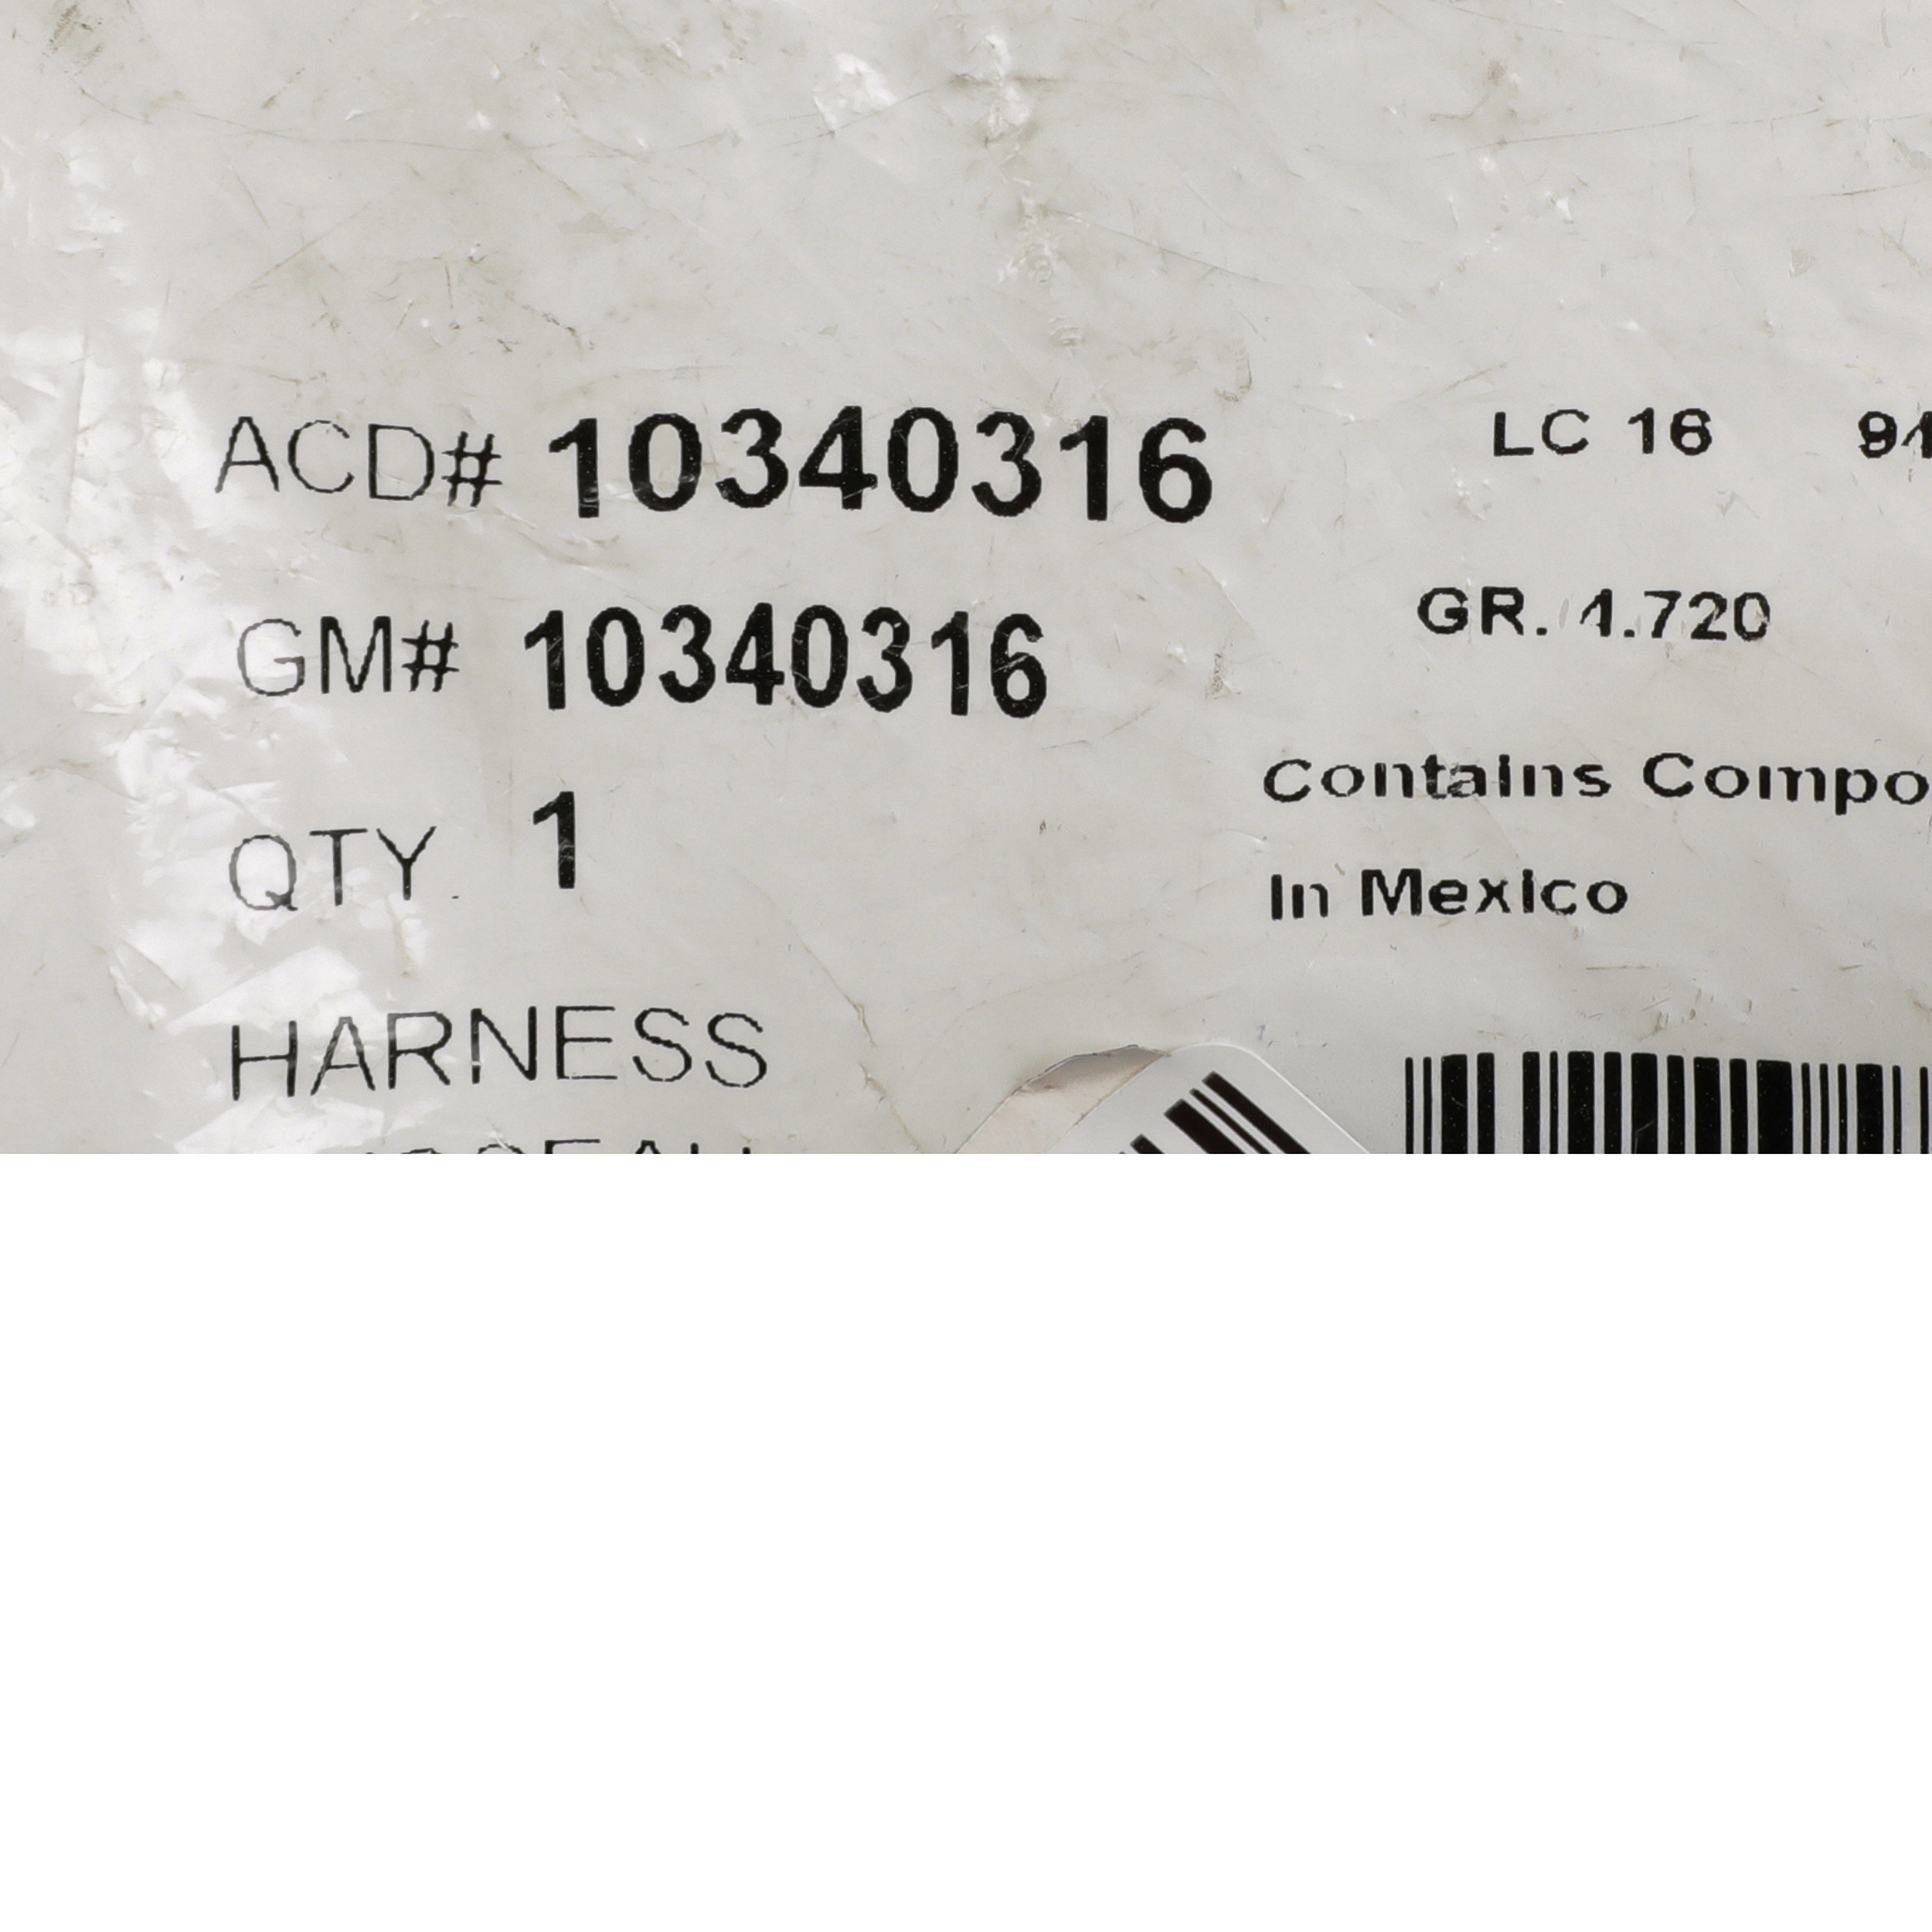 ACD# 10340316
LC 16
GM# 10340316
GR. 1.720
QTY. 1
Contains
In Mexico
HARNESS